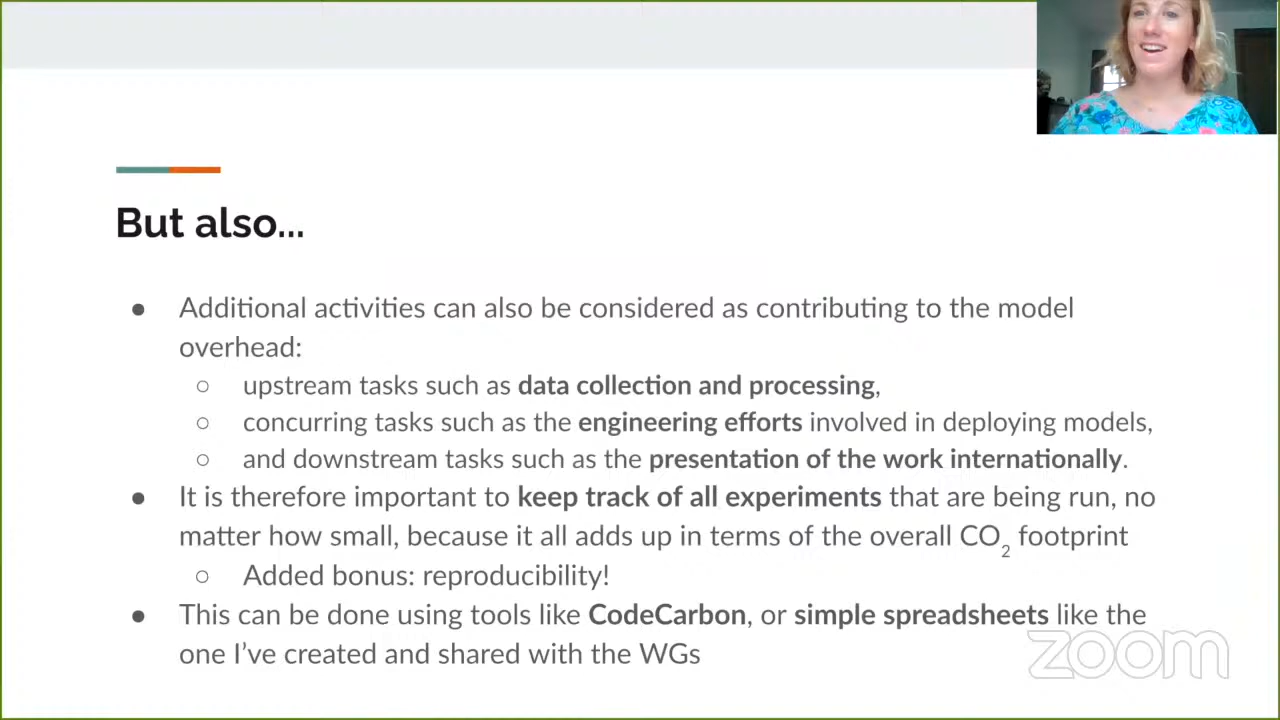 But also...
● Additional activities can also be considered as contributing to the model
overhead:
○ upstream tasks such as data collection and processing,
○ concurring tasks such as the engineering efforts involved in deploying models,
○ and downstream tasks such as the presentation of the work internationally.
● It is therefore important to keep track of all experiments that are being run, no
matter how small, because it all adds up in terms of the overall CO₂ footprint
○ Added bonus: reproducibility!
● This can be done using tools like CodeCarbon, or simple spreadsheets like the
one I’ve created and shared with the WGs
zoom